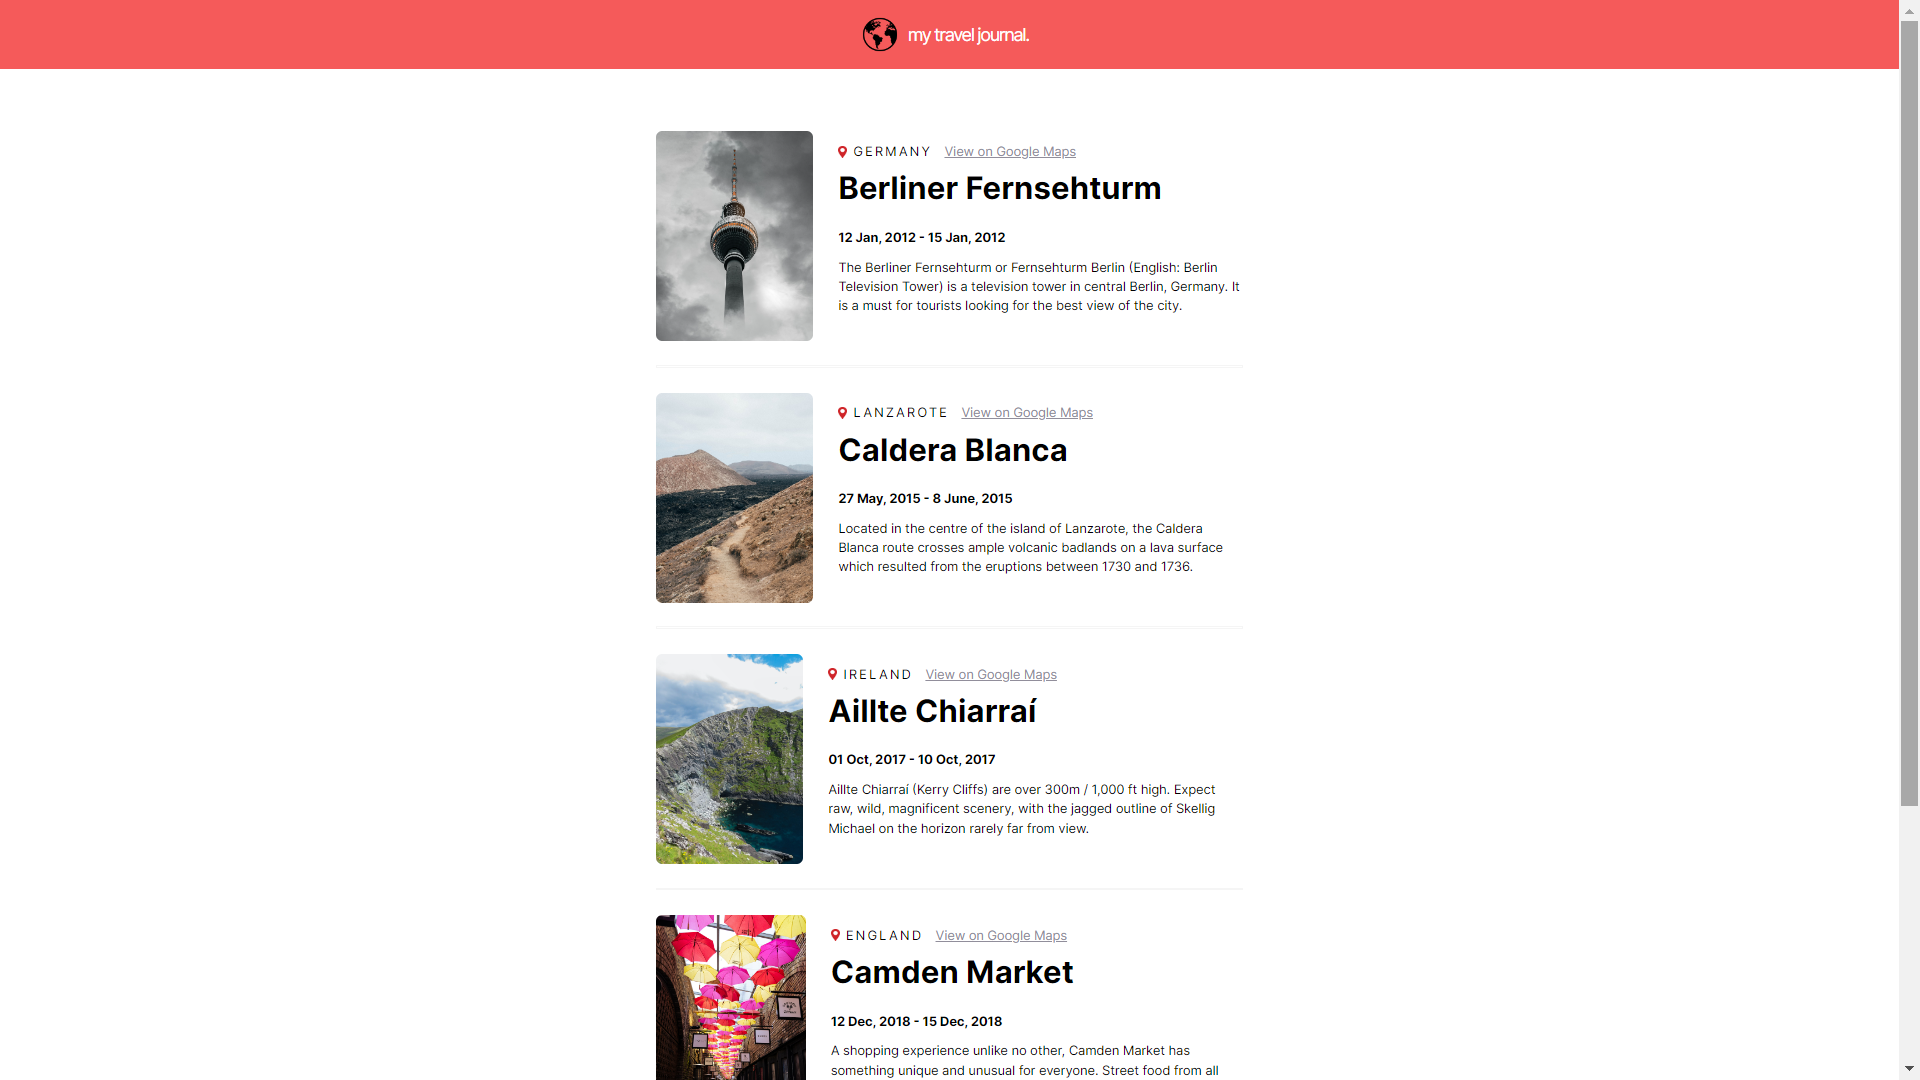 my travel journal.
GERMANY View on Google Maps
Berliner Fernsehturm
12 Jan, 2012 - 15 Jan, 2012
The Berliner Fernsehturm or Fernsehturm Berlin (English: Berlin
Television Tower) is a television tower in central Berlin, Germany. It
is a must for tourists looking for the best view of the city.
LANZAROTE View on Google Maps
Caldera Blanca
27 May, 2015 - 8 June, 2015
Located in the centre of the island of Lanzarote, the Caldera
Blanca route crosses ample volcanic badlands on a lava surface
which resulted from the eruptions between 1730 and 1736.
IRELAND View on Google Maps
Aillte Chiarraí
01 Oct, 2017 - 10 Oct, 2017
Aillte Chiarraí (Kerry Cliffs) are over 300m / 1,000 ft high. Expect
raw, wild, magnificent scenery, with the jagged outline of Skellig
Michael on the horizon rarely far from view.
ENGLAND View on Google Maps
Camden Market
12 Dec, 2018 - 15 Dec, 2018
A shopping experience unlike no other, Camden Market has
something unique and unusual for everyone. Street food from all